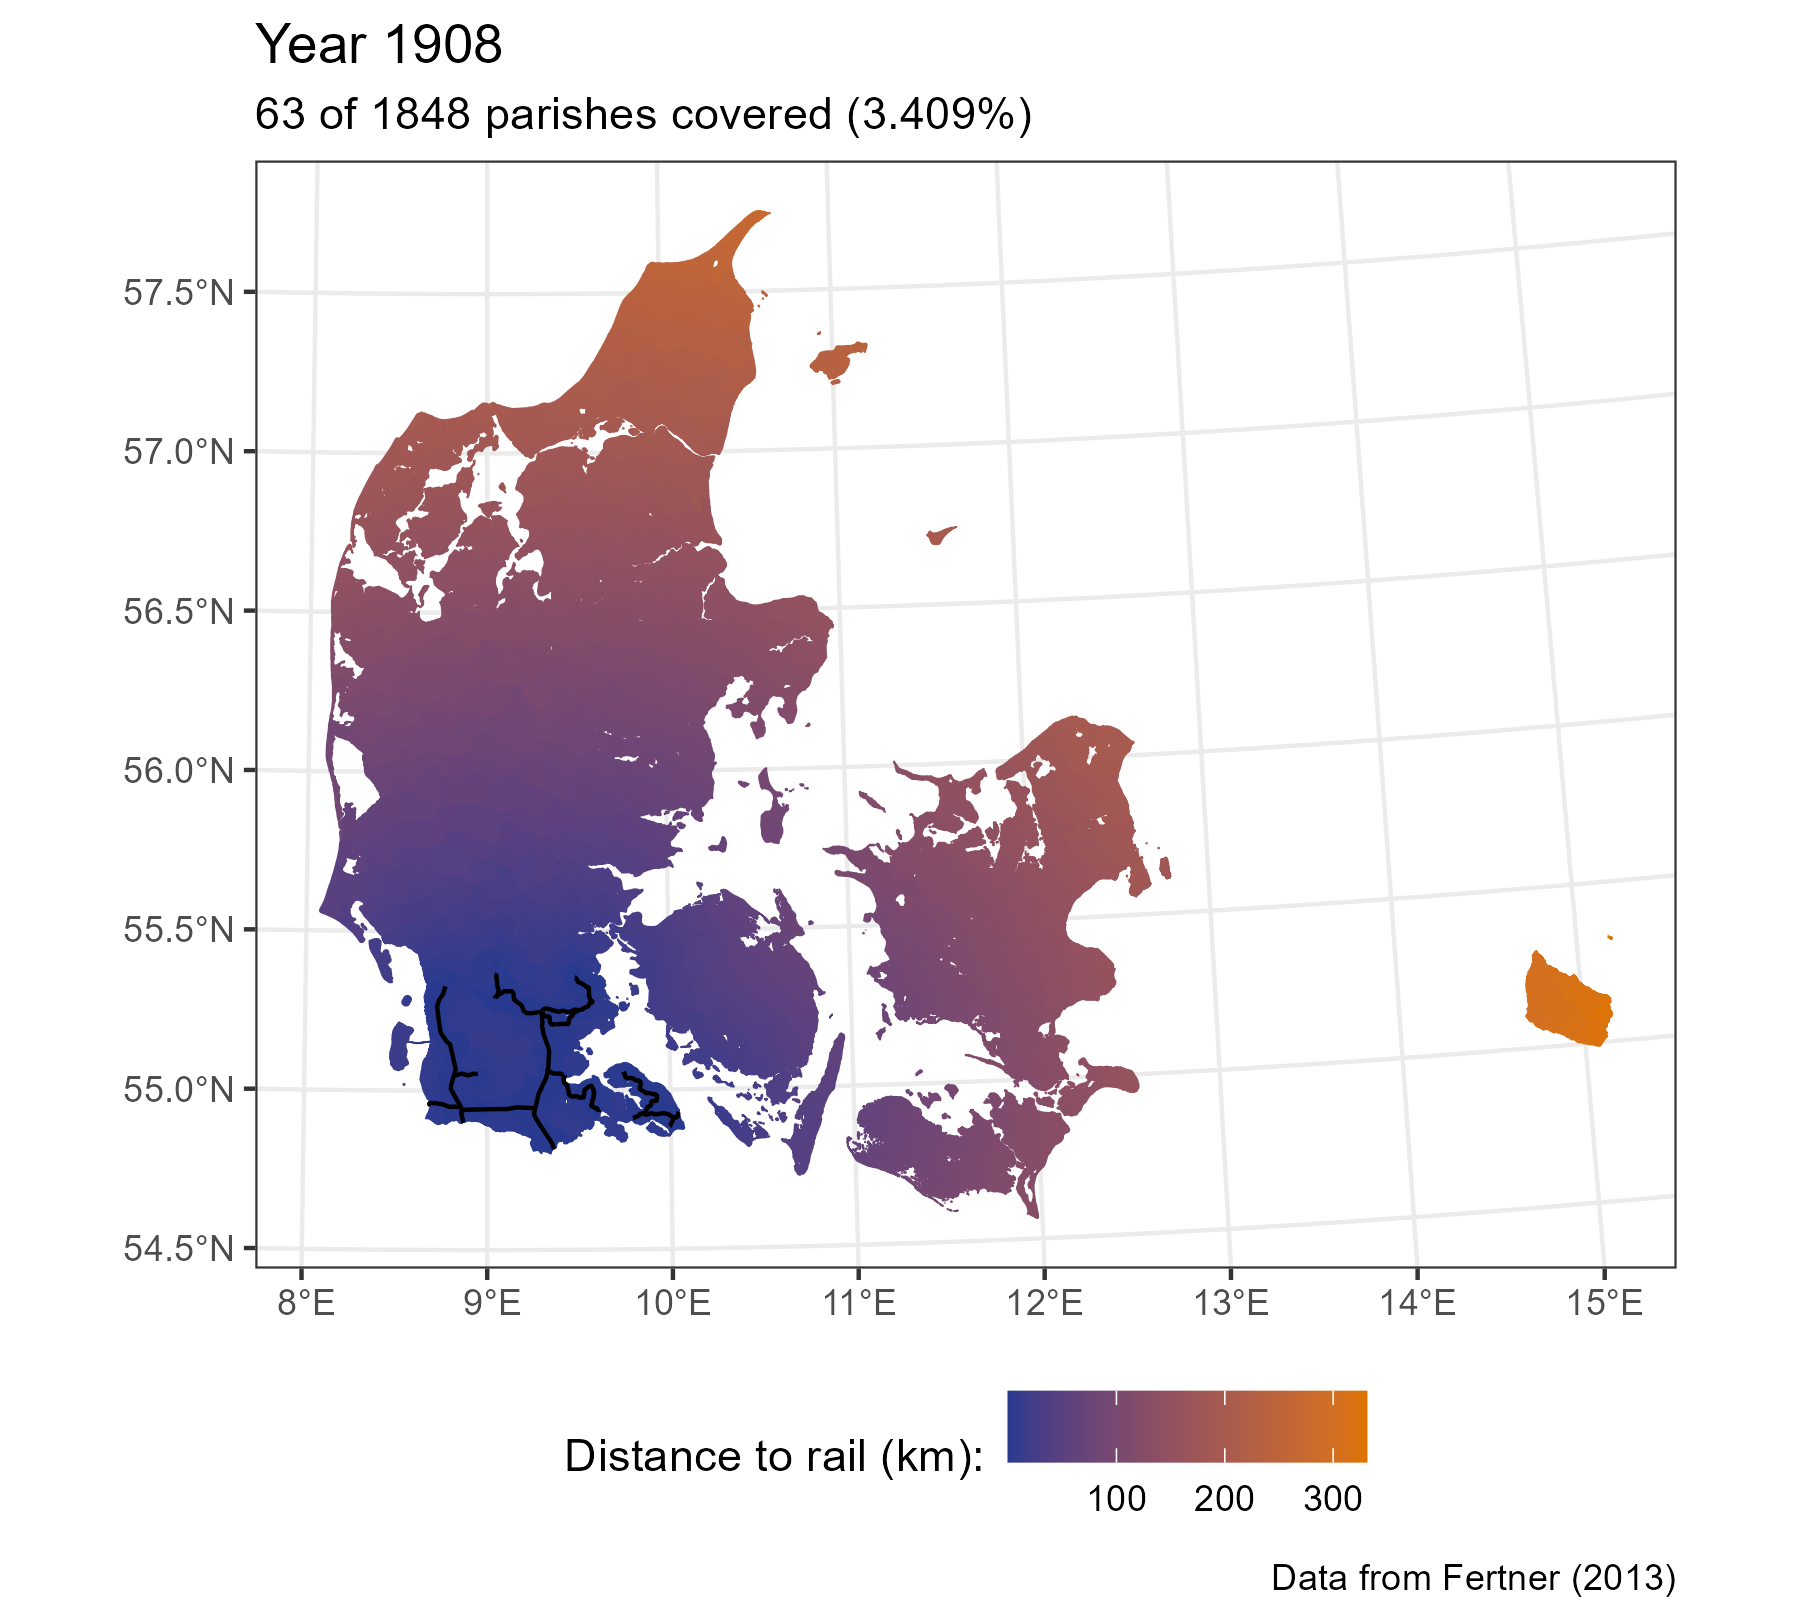 Year 1908
63 of 1848 parishes covered (3.409%)
57.5°N
57.0°N
56.5°N
56.0°N
55.5°N
55.0°N
54.5°N
8°E 9°E 10°E 11°E 12°E 13°E 14°E 15°E
Distance to rail (km):
100 200 300
Data from Fertner (2013)